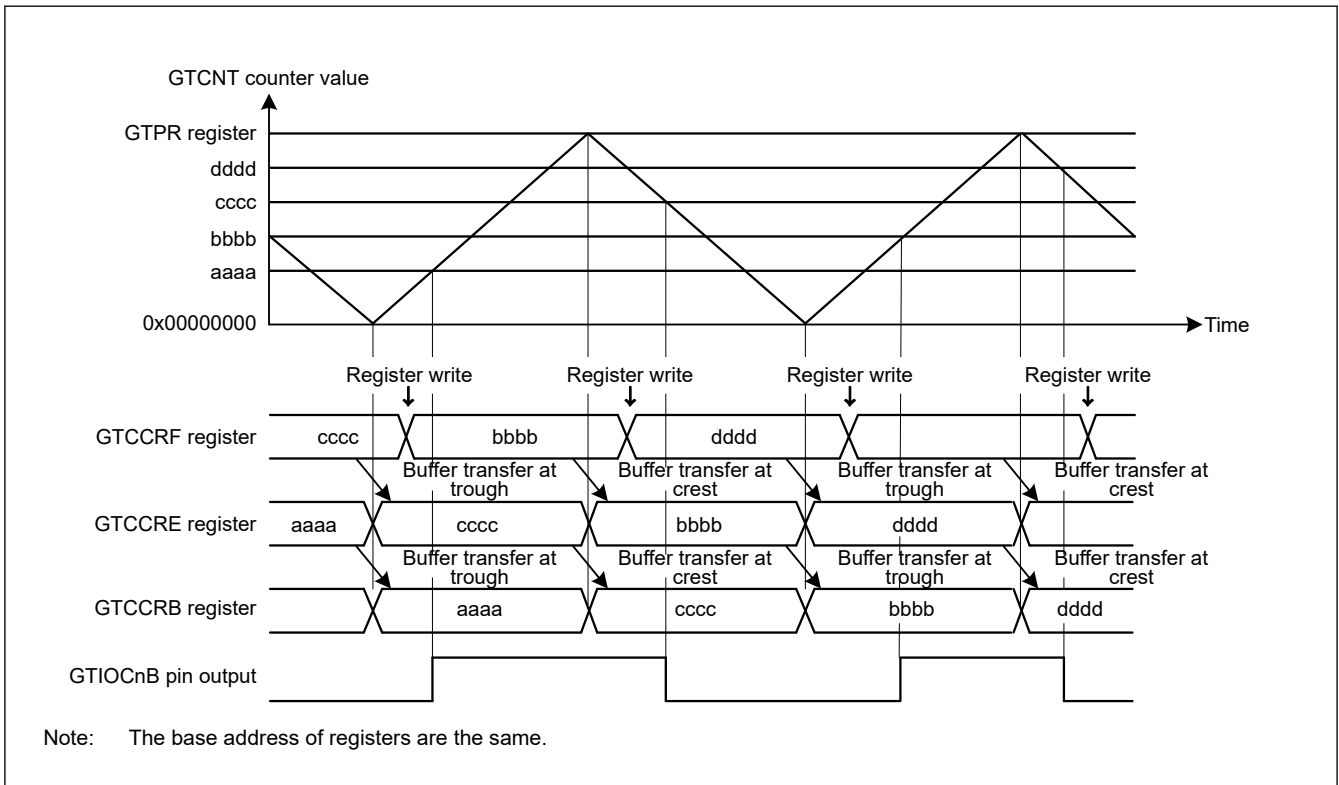 GTCNT counter value
GTPR register
dddd
cccc
bbbb
aaaa
0x00000000
Time
Register write Register write Register write Register write
GTCCRF register cccc bbbb dddd
Buffer transfer at Buffer transfer at Buffer transfer at Buffer transfer at
trough crest trough crest
GTCCRE register aaaa cccc bbbb dddd
Buffer transfer at Buffer transfer at Buffer transfer at Buffer transfer at
trough crest trough crest
GTCCRB register aaaa cccc bbbb dddd
GTIOCnB pin output
Note: The base address of registers are the same.